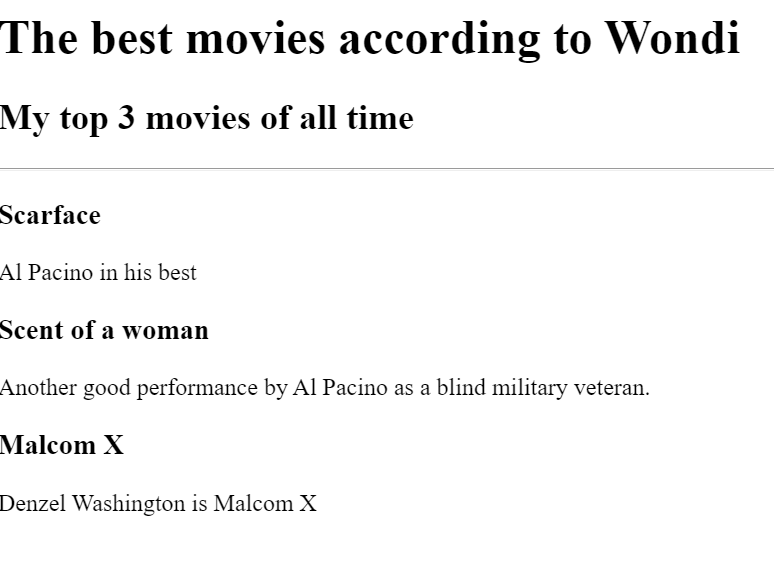 The best movies according to Wondi
My top 3 movies of all time
Scarface
Al Pacino in his best
Scent of a woman
Another good performance by Al Pacino as a blind military veteran.
Malcom X
Denzel Washington is Malcom X